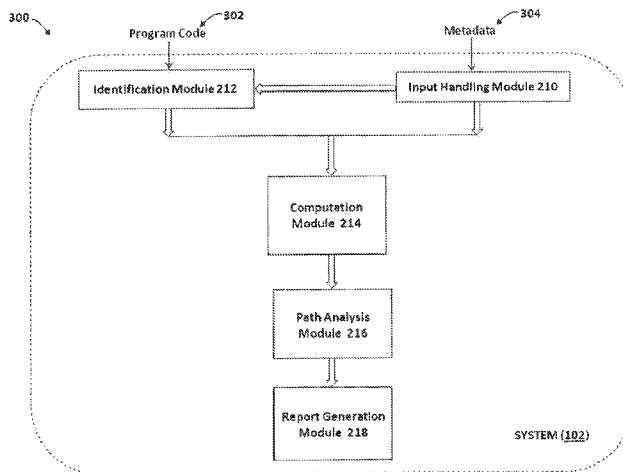 300
302
304
Program Code
Metadata
Identification Module 212
Input Handling Module 210
Computation
Module 214
Path Analysis
Module 216
Report Generation
Module 218
SYSTEM (102)